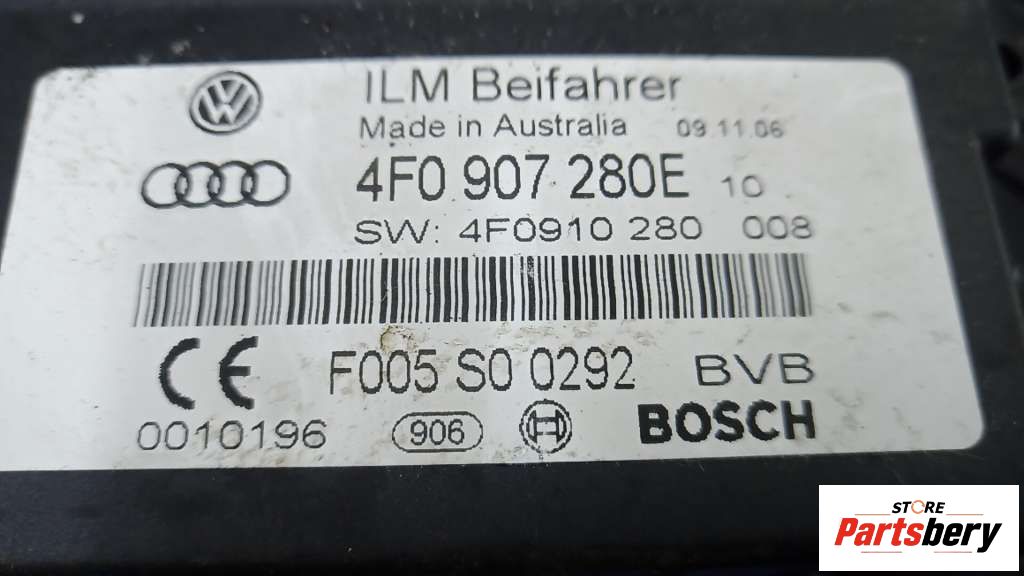 ILM Beifahrer
Made in Australia 09.11.06
4F0 907 280E 10
SW: 4F0910 280 008
F005 S0 0292 BVB
CE
0010196 906 BOSCH
STORE
Partsbery